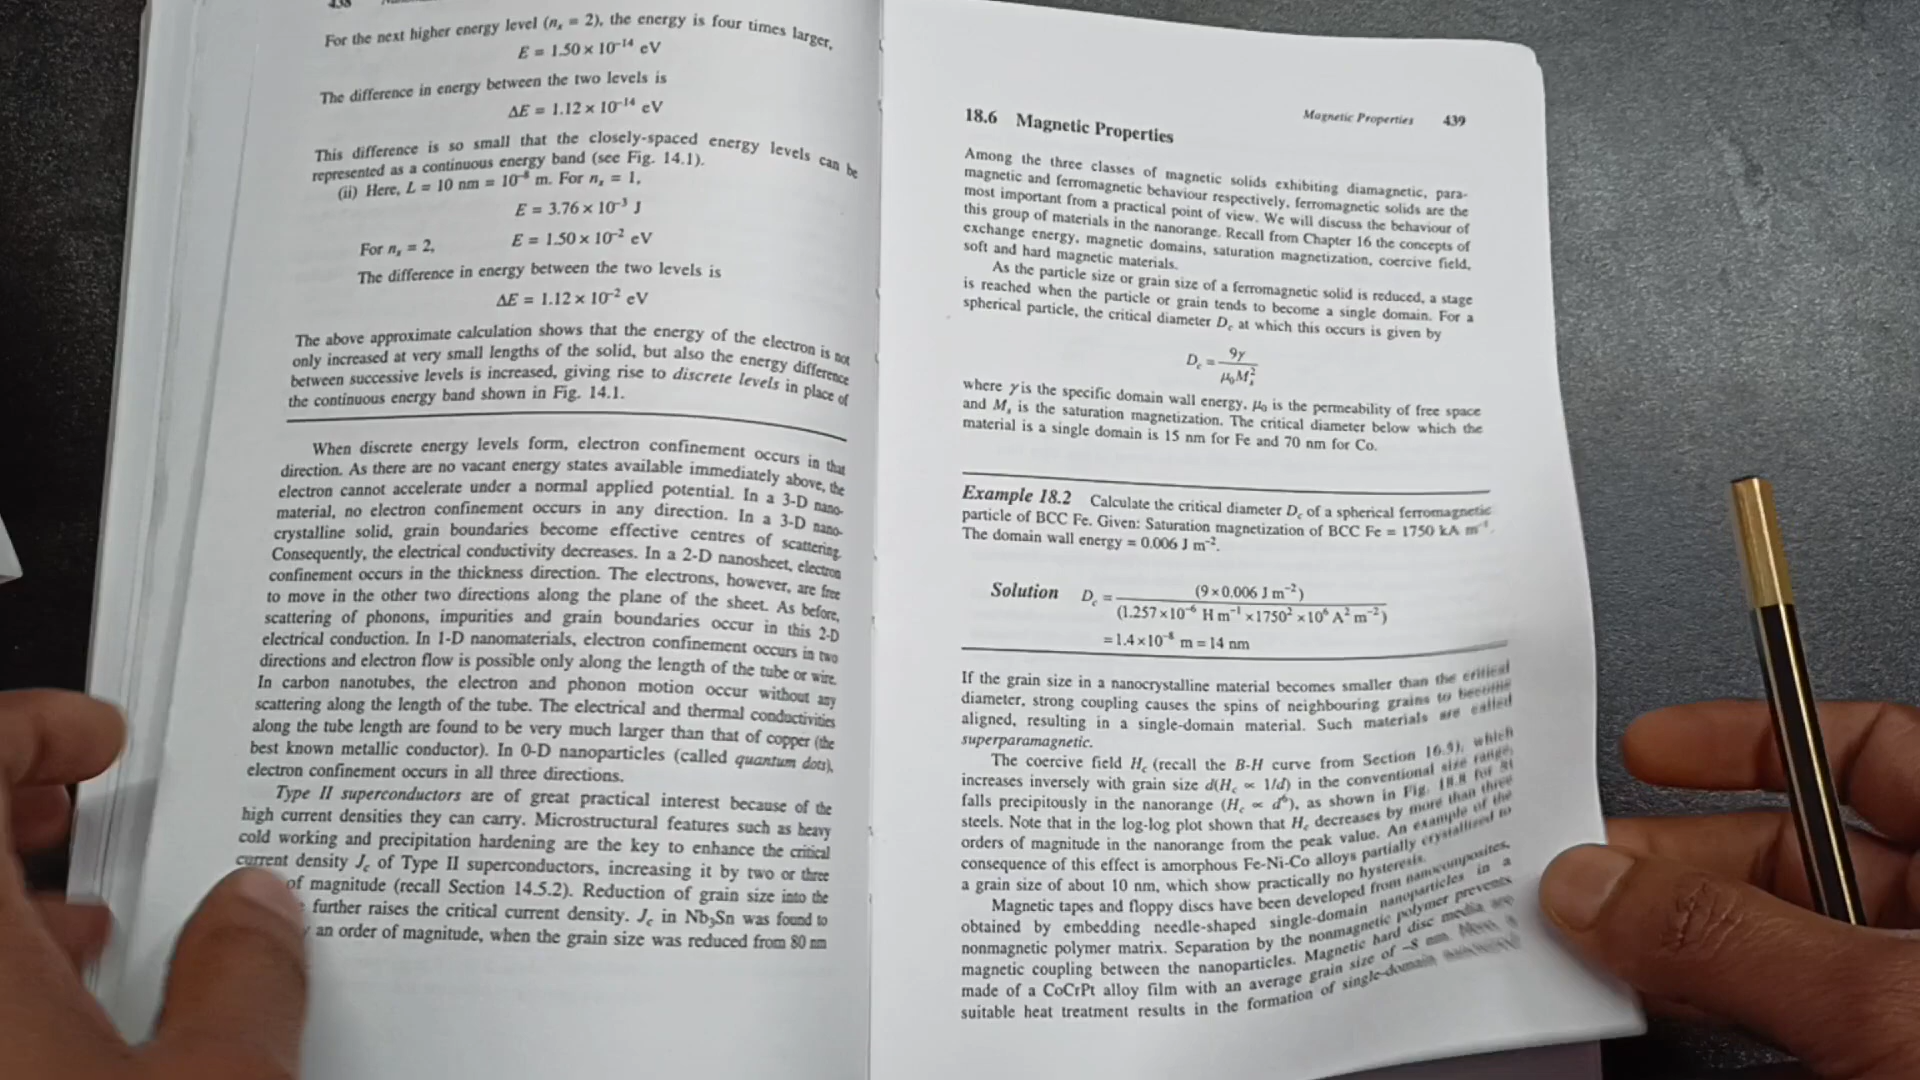 438
For the next higher energy level (nₓ = 2), the energy is four times larger,
E = 1.50 × 10⁻¹⁴ eV
The difference in energy between the two levels is
ΔE = 1.12 × 10⁻¹⁴ eV
This difference is so small that the closely-spaced energy levels can be
represented as a continuous energy band (see Fig. 14.1).
(ii) Here, L = 10 nm = 10⁻⁸ m. For nₓ = 1,
E = 3.76 × 10⁻³ J
For nₓ = 2, E = 1.50 × 10⁻² eV
The difference in energy between the two levels is
ΔE = 1.12 × 10⁻² eV
The above approximate calculation shows that the energy of the electron is not
only increased at very small lengths of the solid, but also the energy difference
between successive levels is increased, giving rise to discrete levels in place of
the continuous energy band shown in Fig. 14.1.
When discrete energy levels form, electron confinement occurs in that
direction. As there are no vacant energy states available immediately above, the
electron cannot accelerate under a normal applied potential. In a 3-D nano-
material, no electron confinement occurs in any direction. In a 3-D nano-
crystalline solid, grain boundaries become effective centres of scattering.
Consequently, the electrical conductivity decreases. In a 2-D nanosheet, electron
confinement occurs in the thickness direction. The electrons, however, are free
to move in the other two directions along the plane of the sheet. As before,
scattering of phonons, impurities and grain boundaries occur in this 2-D
electrical conduction. In 1-D nanomaterials, electron confinement occurs in two
directions and electron flow is possible only along the length of the tube or wire.
In carbon nanotubes, the electron and phonon motion occur without any
scattering along the length of the tube. The electrical and thermal conductivities
along the tube length are found to be very much larger than that of copper (the
best known metallic conductor). In 0-D nanoparticles (called quantum dots),
electron confinement occurs in all three directions.
Type II superconductors are of great practical interest because of the
high current densities they can carry. Microstructural features such as heavy
cold working and precipitation hardening are the key to enhance the critical
current density J꜀ of Type II superconductors, increasing it by two or three
of magnitude (recall Section 14.5.2). Reduction of grain size into the
further raises the critical current density. J꜀ in Nb₃Sn was found to
an order of magnitude, when the grain size was reduced from 80 nm
Magnetic Properties 439
18.6 Magnetic Properties
Among the three classes of magnetic solids exhibiting diamagnetic, para-
magnetic and ferromagnetic behaviour respectively, ferromagnetic solids are the
most important from a practical point of view. We will discuss the behaviour of
this group of materials in the nanorange. Recall from Chapter 16 the concepts of
exchange energy, magnetic domains, saturation magnetization, coercive field,
soft and hard magnetic materials.
As the particle size or grain size of a ferromagnetic solid is reduced, a stage
is reached when the particle or grain tends to become a single domain. For a
spherical particle, the critical diameter D꜀ at which this occurs is given by
D꜀ = 9γ / μ₀Mₛ²
where γ is the specific domain wall energy, μ₀ is the permeability of free space
and Mₛ is the saturation magnetization. The critical diameter below which the
material is a single domain is 15 nm for Fe and 70 nm for Co.
Example 18.2 Calculate the critical diameter D꜀ of a spherical ferromagnetic
particle of BCC Fe. Given: Saturation magnetization of BCC Fe = 1750 kA m⁻¹.
The domain wall energy = 0.006 J m⁻².
Solution D꜀ = (9 × 0.006 J m⁻²) / (1.257 × 10⁻⁶ H m⁻¹ × 1750² × 10⁶ A² m⁻²)
= 1.4 × 10⁻⁸ m = 14 nm
If the grain size in a nanocrystalline material becomes smaller than the critical
diameter, strong coupling causes the spins of neighbouring grains to become
aligned, resulting in a single-domain material. Such materials are called
superparamagnetic.
The coercive field H꜀ (recall the B-H curve from Section 16.5), which
increases inversely with grain size d(H꜀ ∝ 1/d) in the conventional size range,
falls precipitously in the nanorange (H꜀ ∝ d⁶), as shown in Fig. 18.8 for Si
steels. Note that in the log-log plot shown that H꜀ decreases by more than three
orders of magnitude in the nanorange from the peak value. An example of the
consequence of this effect is amorphous Fe-Ni-Co alloys partially crystallized to
a grain size of about 10 nm, which show practically no hysteresis.
Magnetic tapes and floppy discs have been developed from nanocomposites,
obtained by embedding needle-shaped single-domain nanoparticles in a
nonmagnetic polymer matrix. Separation by the nonmagnetic polymer prevents
magnetic coupling between the nanoparticles. Magnetic hard disc media are
made of a CoCrPt alloy film with an average grain size of ~8 nm.
suitable heat treatment results in the formation of single-domain